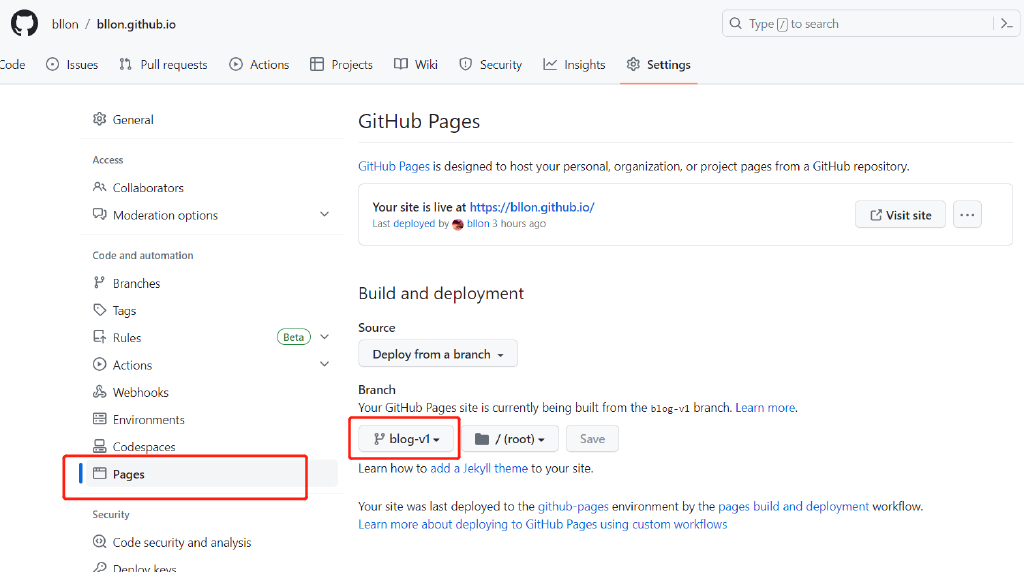 bllon / bllon.github.io
Type / to search
Code Issues Pull requests Actions Projects Wiki Security Insights Settings
General
Access
Collaborators
Moderation options
Code and automation
Branches
Tags
Rules Beta
Actions
Webhooks
Environments
Codespaces
Pages
Security
Code security and analysis
Deploy keys
GitHub Pages
GitHub Pages is designed to host your personal, organization, or project pages from a GitHub repository.
Your site is live at https://bllon.github.io/
Last deployed by bllon 3 hours ago
Visit site
Build and deployment
Source
Deploy from a branch
Branch
Your GitHub Pages site is currently being built from the blog-v1 branch. Learn more.
blog-v1 / (root) Save
Learn how to add a Jekyll theme to your site.
Your site was last deployed to the github-pages environment by the pages build and deployment workflow.
Learn more about deploying to GitHub Pages using custom workflows